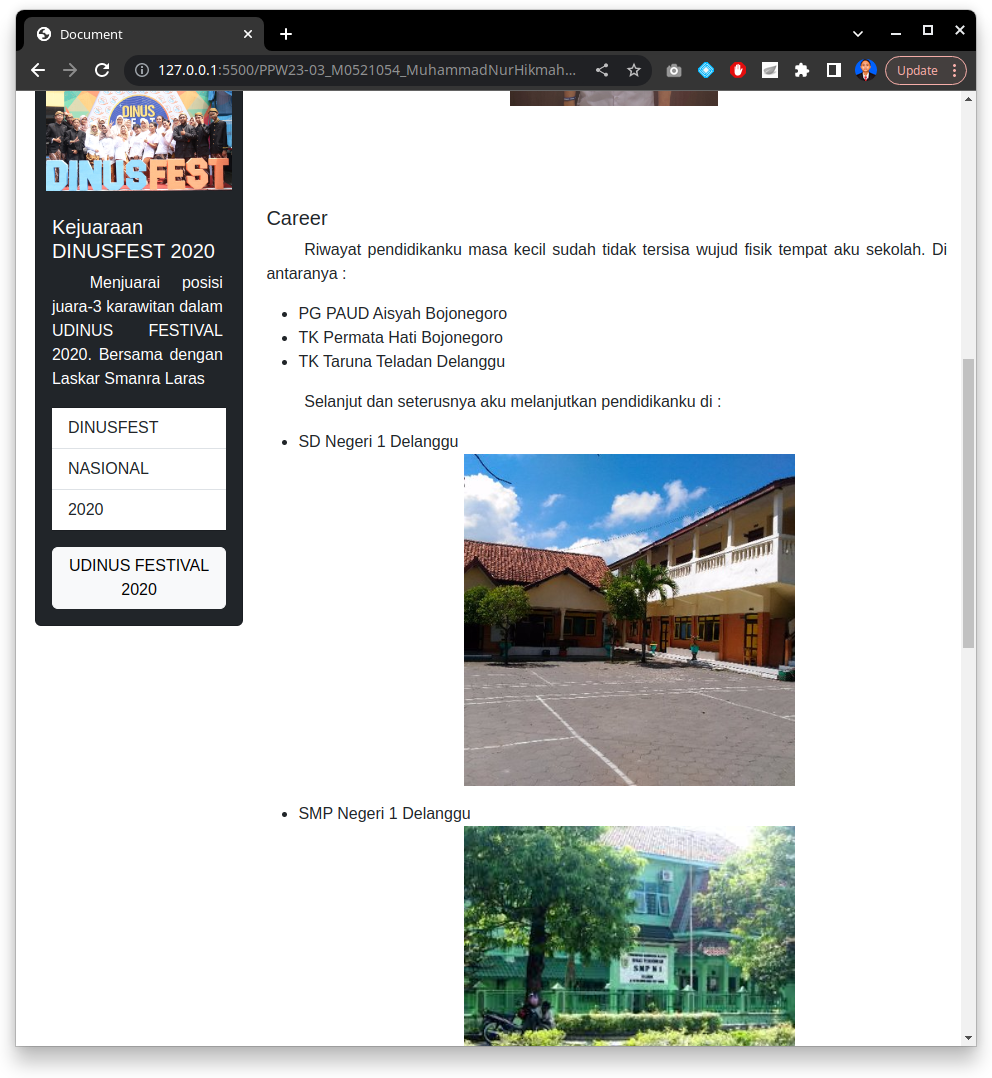 Document
127.0.0.1:5500/PPW23-03_M0521054_MuhammadNurHikmah...
Update
DINUS
DINUSFEST
Kejuaraan
DINUSFEST 2020
Menjuarai posisi
juara-3 karawitan dalam
UDINUS FESTIVAL
2020. Bersama dengan
Laskar Smanra Laras
DINUSFEST
NASIONAL
2020
UDINUS FESTIVAL
2020
Career
Riwayat pendidikanku masa kecil sudah tidak tersisa wujud fisik tempat aku sekolah. Di
antaranya :
PG PAUD Aisyah Bojonegoro
TK Permata Hati Bojonegoro
TK Taruna Teladan Delanggu
Selanjut dan seterusnya aku melanjutkan pendidikanku di :
SD Negeri 1 Delanggu
SMP Negeri 1 Delanggu
SMP N 1